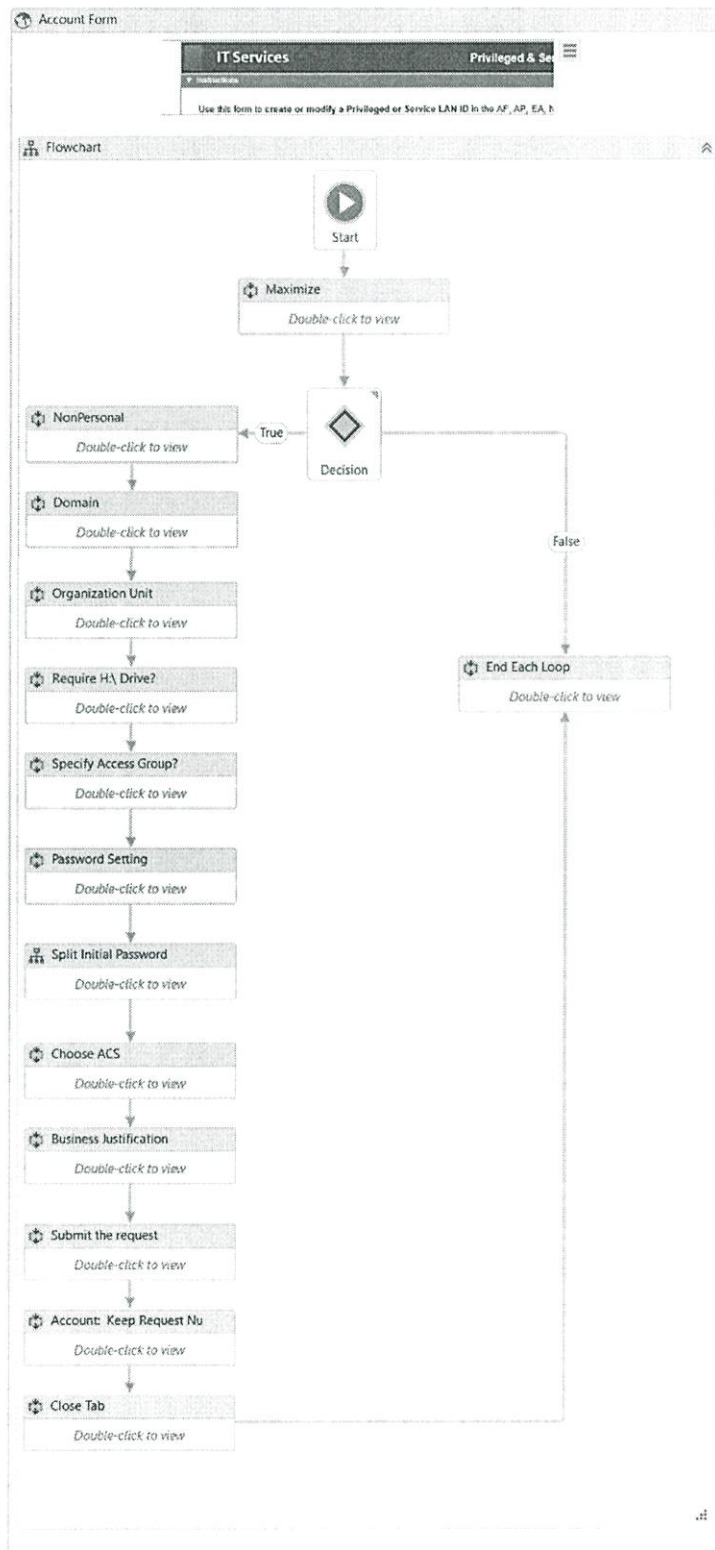 Account Form
IT Services Privileged & Ser
Instructions
Use this form to create or modify a Privileged or Service LAN ID in the AF, AP, EA, N
Flowchart
Start
Maximize
Double-click to view
Decision
True
False
NonPersonal
Double-click to view
Domain
Double-click to view
Organization Unit
Double-click to view
Require H:\ Drive?
Double-click to view
End Each Loop
Double-click to view
Specify Access Group?
Double-click to view
Password Setting
Double-click to view
Split Initial Password
Double-click to view
Choose ACS
Double-click to view
Business Justification
Double-click to view
Submit the request
Double-click to view
Account: Keep Request Nu
Double-click to view
Close Tab
Double-click to view